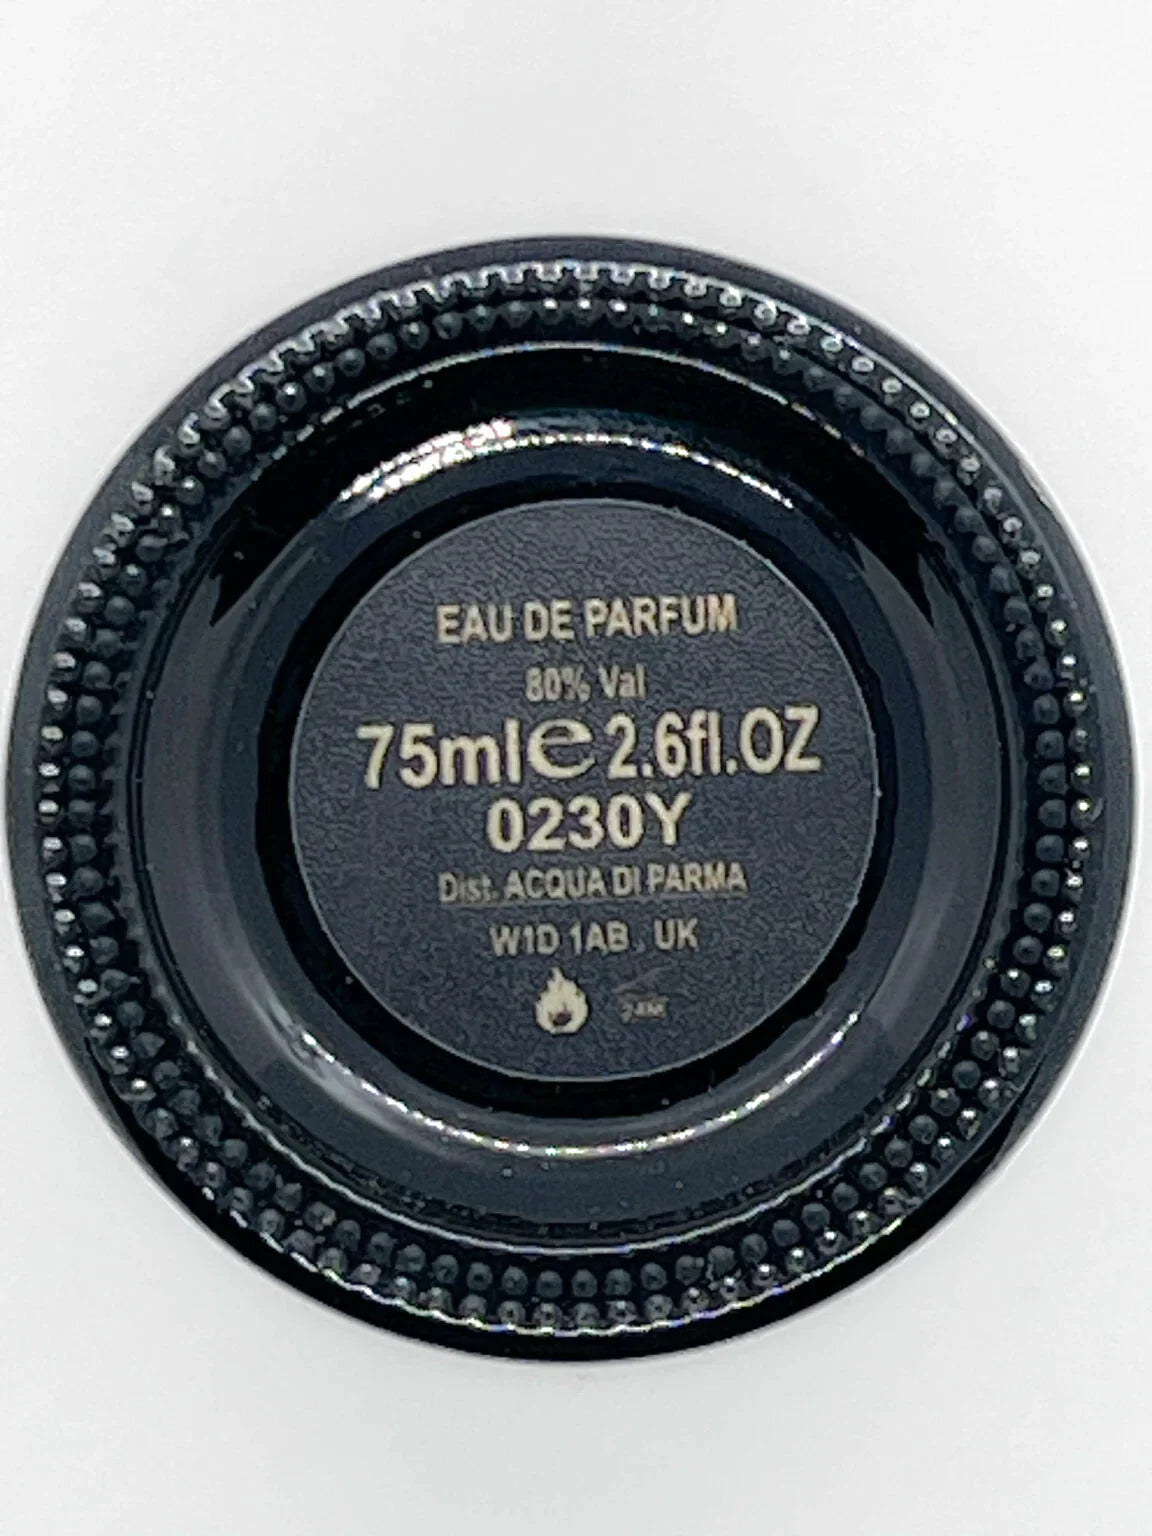 EAU DE PARFUM
80% Val
75ml e 2.6fl.OZ
0230Y
Dist. ACQUA DI PARMA
W1D 1AB UK